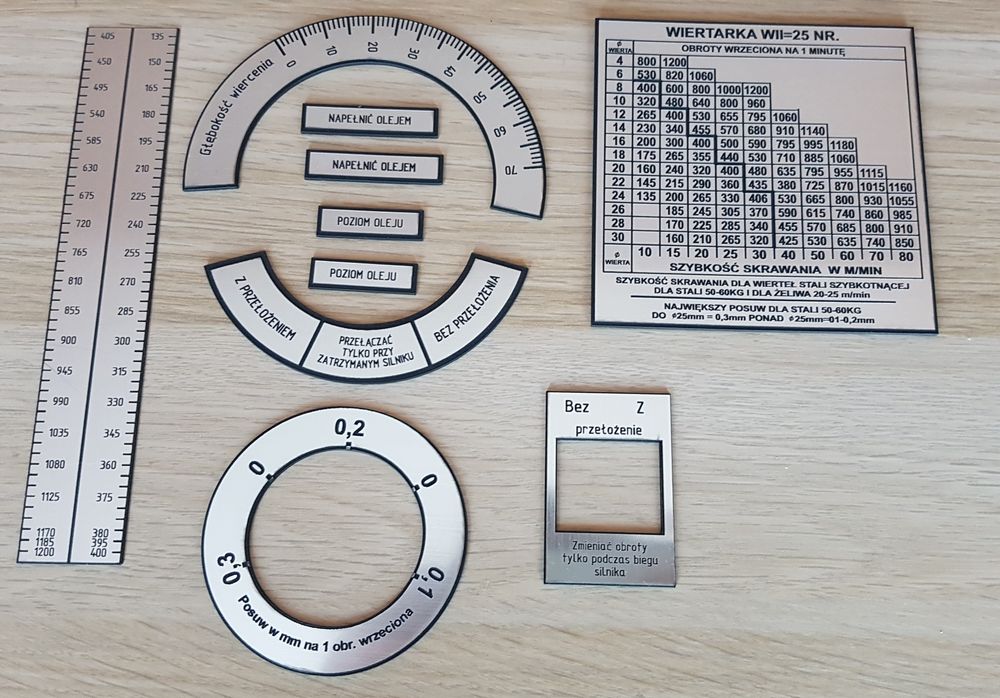 405 135
450 150
495 165
540 180
585 195
630 210
675 225
720 240
765 255
810 270
855 285
900 300
945 315
990 330
1035 345
1080 360
1125 375
1170 380
1185 395
1200 400
Głębokość wiercenia 0 10 20 30 40 50 60 70
NAPEŁNIĆ OLEJEM
NAPEŁNIĆ OLEJEM
POZIOM OLEJU
POZIOM OLEJU
Z PRZEŁOŻENIEM
PRZEŁĄCZAĆ
TYLKO PRZY
ZATRZYMANYM SILNIKU
BEZ PRZEŁOŻENIA
WIERTARKA WII=25 NR.
ø WIERTA
OBROTY WRZECIONA NA 1 MINUTĘ
4 800 1200
6 530 820 1060
8 400 600 800 1000 1200
10 320 480 640 800 960
12 265 400 530 655 795 1060
14 230 340 455 570 680 910 1140
16 200 300 400 500 590 795 995 1180
18 175 265 355 440 530 710 885 1060
20 160 240 320 400 480 635 795 955 1115
22 145 215 290 360 435 380 725 870 1015 1160
24 135 200 265 330 406 530 665 800 930 1055
26 185 245 305 370 590 615 740 860 985
28 170 225 285 340 455 570 685 800 910
30 160 210 265 320 425 530 635 740 850
ø WIERTA 10 15 20 25 30 40 50 60 70 80
SZYBKOŚĆ SKRAWANIA W M/MIN
SZYBKOŚĆ SKRAWANIA DLA WIERTEŁ STALI SZYBKOTNĄCEJ
DLA STALI 50-60KG I DLA ŻELIWA 20-25 m/min
NAJWIĘKSZY POSUW DLA STALI 50-60KG
DO ø25mm = 0,3mm PONAD ø25mm=01-0,2mm
0 0,2 0
0,3 0,1
Posuw w mm na 1 obr. wrzeciona
Bez Z
przełożenie
Zmieniać obroty
tylko podczas biegu
silnika